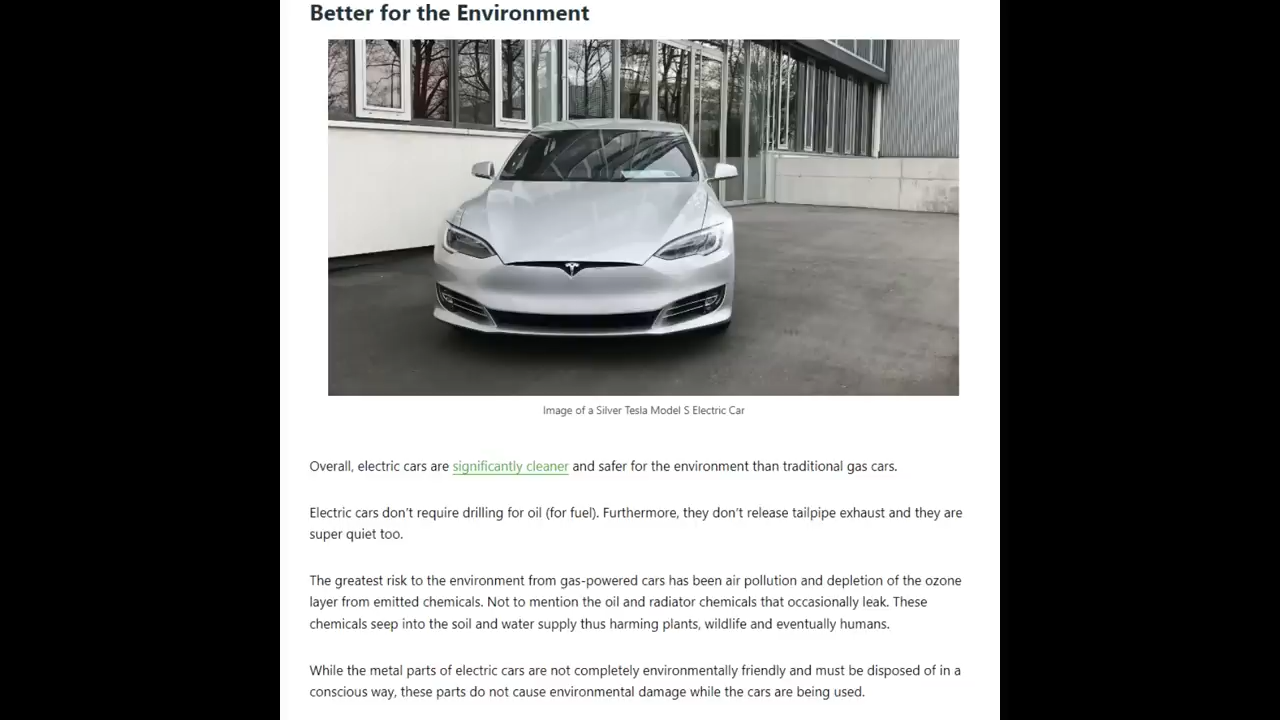 Better for the Environment
Image of a Silver Tesla Model S Electric Car
Overall, electric cars are significantly cleaner and safer for the environment than traditional gas cars.
Electric cars don’t require drilling for oil (for fuel). Furthermore, they don’t release tailpipe exhaust and they are
super quiet too.
The greatest risk to the environment from gas-powered cars has been air pollution and depletion of the ozone
layer from emitted chemicals. Not to mention the oil and radiator chemicals that occasionally leak. These
chemicals seep into the soil and water supply thus harming plants, wildlife and eventually humans.
While the metal parts of electric cars are not completely environmentally friendly and must be disposed of in a
conscious way, these parts do not cause environmental damage while the cars are being used.